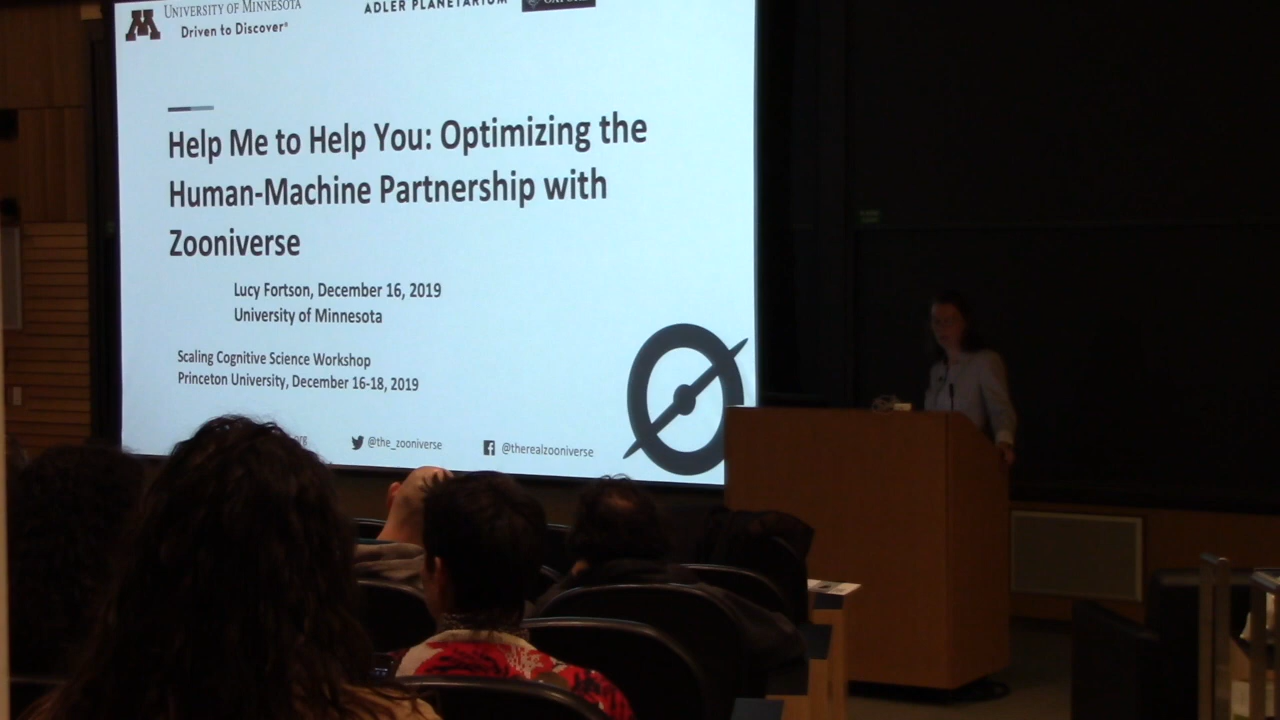 UNIVERSITY OF MINNESOTA
Driven to Discover®
ADLER PLANETARIUM
Help Me to Help You: Optimizing the
Human-Machine Partnership with
Zooniverse
Lucy Fortson, December 16, 2019
University of Minnesota
Scaling Cognitive Science Workshop
Princeton University, December 16-18, 2019
@the_zooniverse
@therealzooniverse